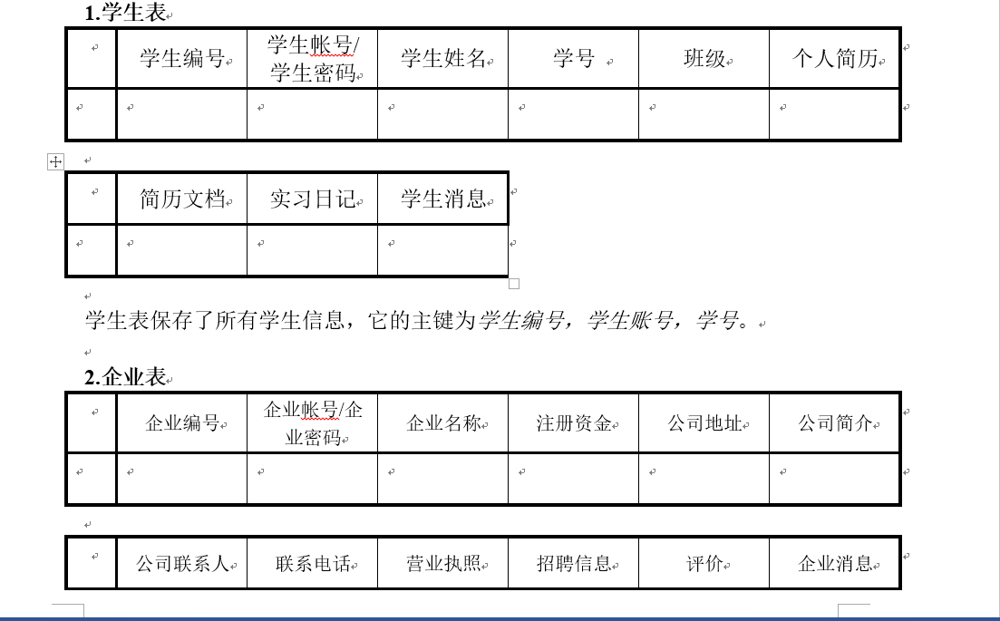 1.学生表
学生编号 学生帐号/学生密码 学生姓名 学号 班级 个人简历
简历文档 实习日记 学生消息
学生表保存了所有学生信息，它的主键为学生编号，学生账号，学号。
2.企业表
企业编号 企业帐号/企业密码 企业名称 注册资金 公司地址 公司简介
公司联系人 联系电话 营业执照 招聘信息 评价 企业消息